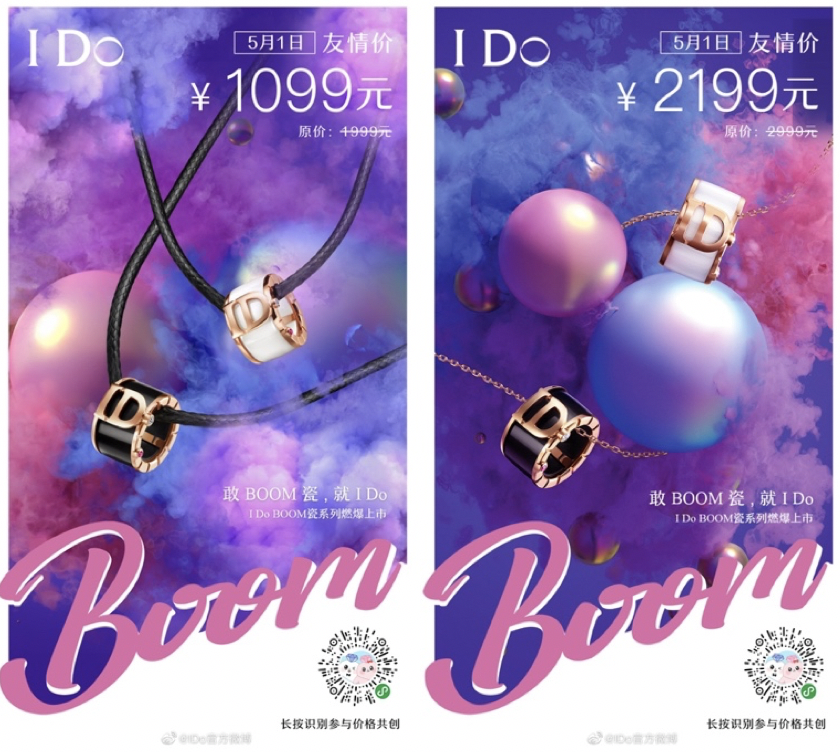 I Do
5月1日 友情价
￥1099元
原价：1999元
敢 BOOM 瓷，就 I Do
I Do BOOM瓷系列燃爆上市
Boom
长按识别参与价格共创
@IDo官方微博
I Do
5月1日 友情价
￥2199元
原价：2999元
敢 BOOM 瓷，就 I Do
I Do BOOM瓷系列燃爆上市
Boom
长按识别参与价格共创
@IDo官方微博